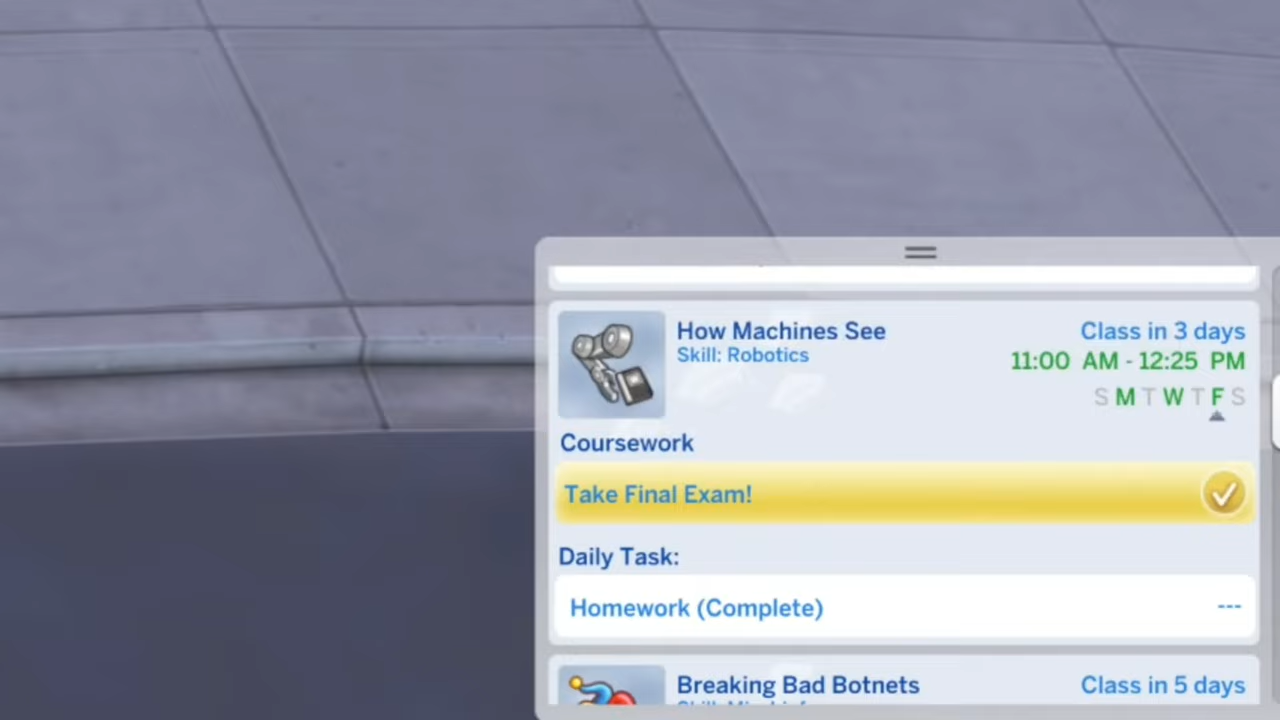 How Machines See
Skill: Robotics
Class in 3 days
11:00 AM - 12:25 PM
S M T W T F S
Coursework
Take Final Exam!
Daily Task:
Homework (Complete)
---
Breaking Bad Botnets
Class in 5 days